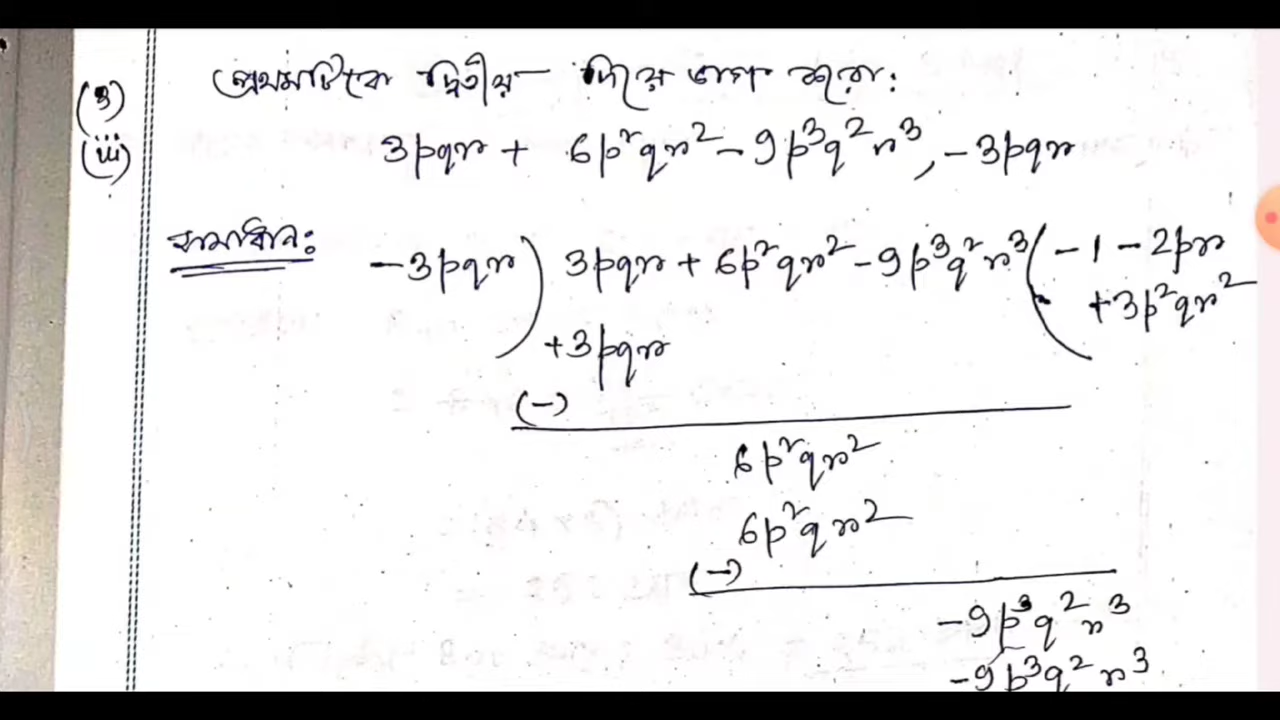 (৩) প্রথমটিকে দ্বিতীয় দিয়ে ভাগ করো:
(iii) 3pqr + 6p²qr² - 9p³q²r³, - 3pqr
সমাধান: -3pqr ) 3pqr + 6p²qr² - 9p³q²r³ ( - 1 - 2pr
+3p²qr²
+3pqr
(-)
6p²qr²
6p²qr²
(-)
-9p³q²r³
-9p³q²r³